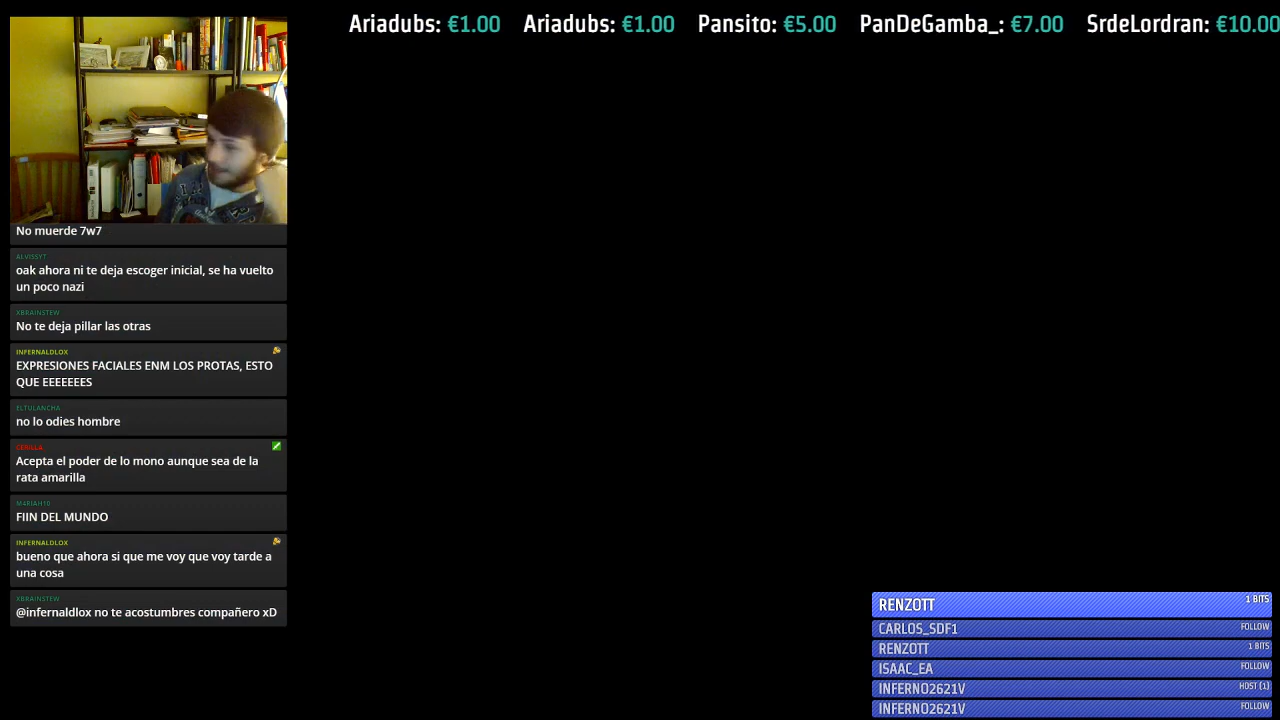 Ariadubs: €1.00 Ariadubs: €1.00 Pansito: €5.00 PanDeGamba_: €7.00 SrdeLordran: €10.00
No muerde 7w7
ALVISSYT
oak ahora ni te deja escoger inicial, se ha vuelto
un poco nazi
XBRAINSTEW
No te deja pillar las otras
INFERNALDLOX
EXPRESIONES FACIALES ENM LOS PROTAS, ESTO
QUE EEEEEEES
ELTULANCHA
no lo odies hombre
CERILLA
Acepta el poder de lo mono aunque sea de la
rata amarilla
M4RIAH10
FIIN DEL MUNDO
INFERNALDLOX
bueno que ahora si que me voy que voy tarde a
una cosa
XBRAINSTEW
@infernaldlox no te acostumbres compañero xD
RENZOTT 1 BITS
CARLOS_SDF1 FOLLOW
RENZOTT 1 BITS
ISAAC_EA FOLLOW
INFERNO2621V HOST (1)
INFERNO2621V FOLLOW